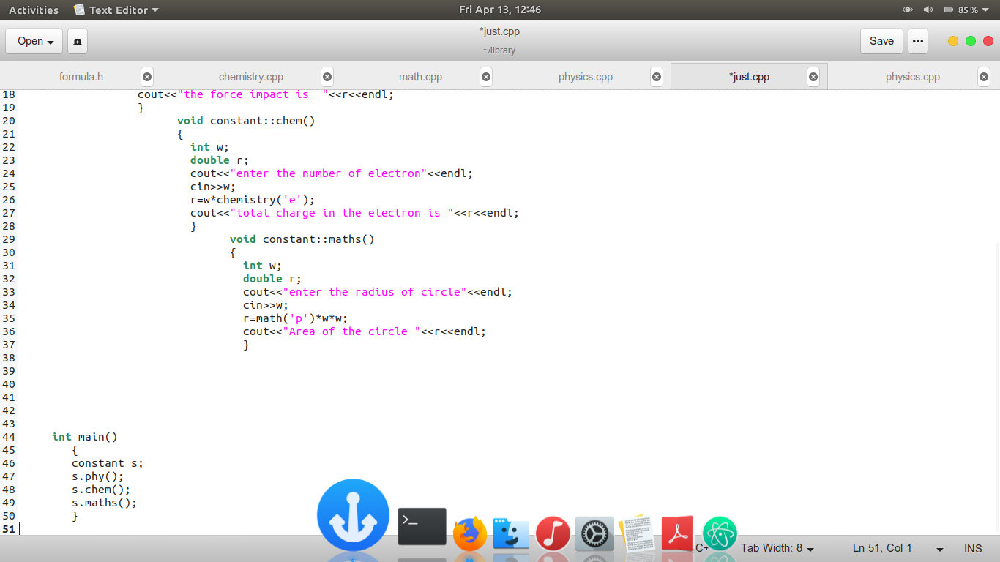 Activities Text Editor Fri Apr 13, 12:46 85 %
Open *just.cpp Save
~/library
formula.h chemistry.cpp math.cpp physics.cpp *just.cpp physics.cpp
18 cout<<"the force impact is  "<<r<<endl;
19 }
20 void constant::chem()
21 {
22 int w;
23 double r;
24 cout<<"enter the number of electron"<<endl;
25 cin>>w;
26 r=w*chemistry('e');
27 cout<<"total charge in the electron is "<<r<<endl;
28 }
29 void constant::maths()
30 {
31 int w;
32 double r;
33 cout<<"enter the radius of circle"<<endl;
34 cin>>w;
35 r=math('p')*w*w;
36 cout<<"Area of the circle "<<r<<endl;
37 }
38
39
40
41
42
43
44 int main()
45 {
46 constant s;
47 s.phy();
48 s.chem();
49 s.maths();
50 }
51
Tab Width: 8 Ln 51, Col 1 INS